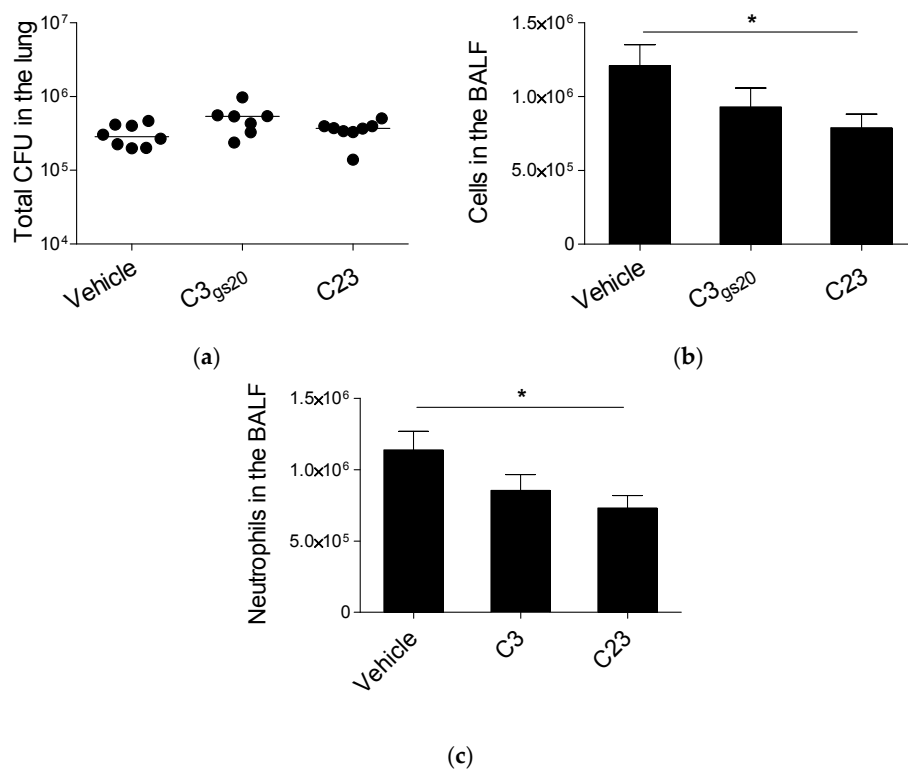 Total CFU in the lung
10⁷
10⁶
10⁵
10⁴
Vehicle
C3gs20
C23
(a)
Cells in the BALF
1.5×10⁶
1.0×10⁶
5.0×10⁵
0
*
Vehicle
C3gs20
C23
(b)
Neutrophils in the BALF
1.5×10⁶
1.0×10⁶
5.0×10⁵
0
*
Vehicle
C3
C23
(c)